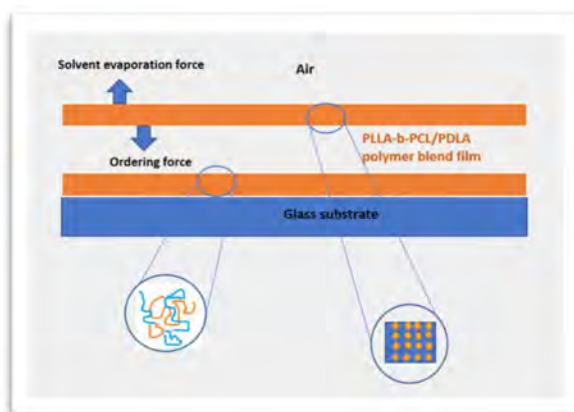 Solvent evaporation force
Air
PLLA-b-PCL/PDLA
polymer blend film
Ordering force
Glass substrate